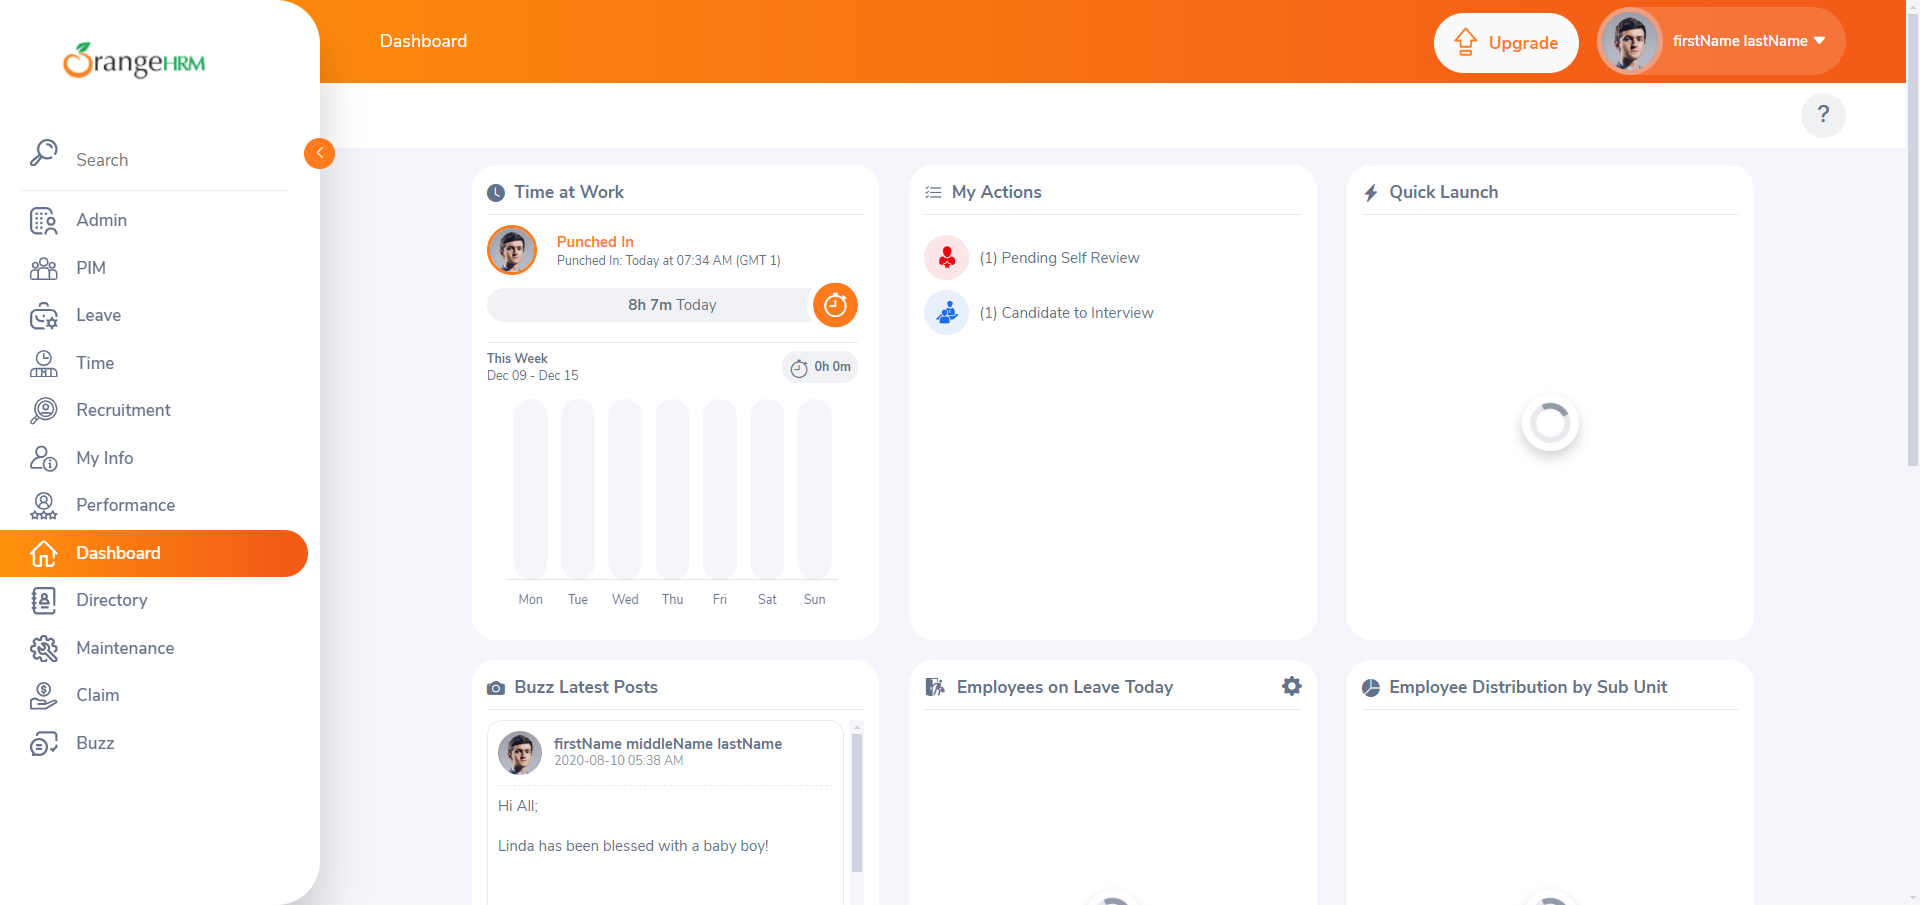 OrangeHRM
Search
Admin
PIM
Leave
Time
Recruitment
My Info
Performance
Dashboard
Directory
Maintenance
Claim
Buzz
Dashboard
Upgrade
firstName lastName
?
Time at Work
Punched In
Punched In: Today at 07:34 AM (GMT 1)
8h 7m Today
This Week
Dec 09 - Dec 15
0h 0m
Mon Tue Wed Thu Fri Sat Sun
My Actions
(1) Pending Self Review
(1) Candidate to Interview
Quick Launch
Buzz Latest Posts
firstName middleName lastName
2020-08-10 05:38 AM
Hi All;
Linda has been blessed with a baby boy!
Employees on Leave Today
Employee Distribution by Sub Unit